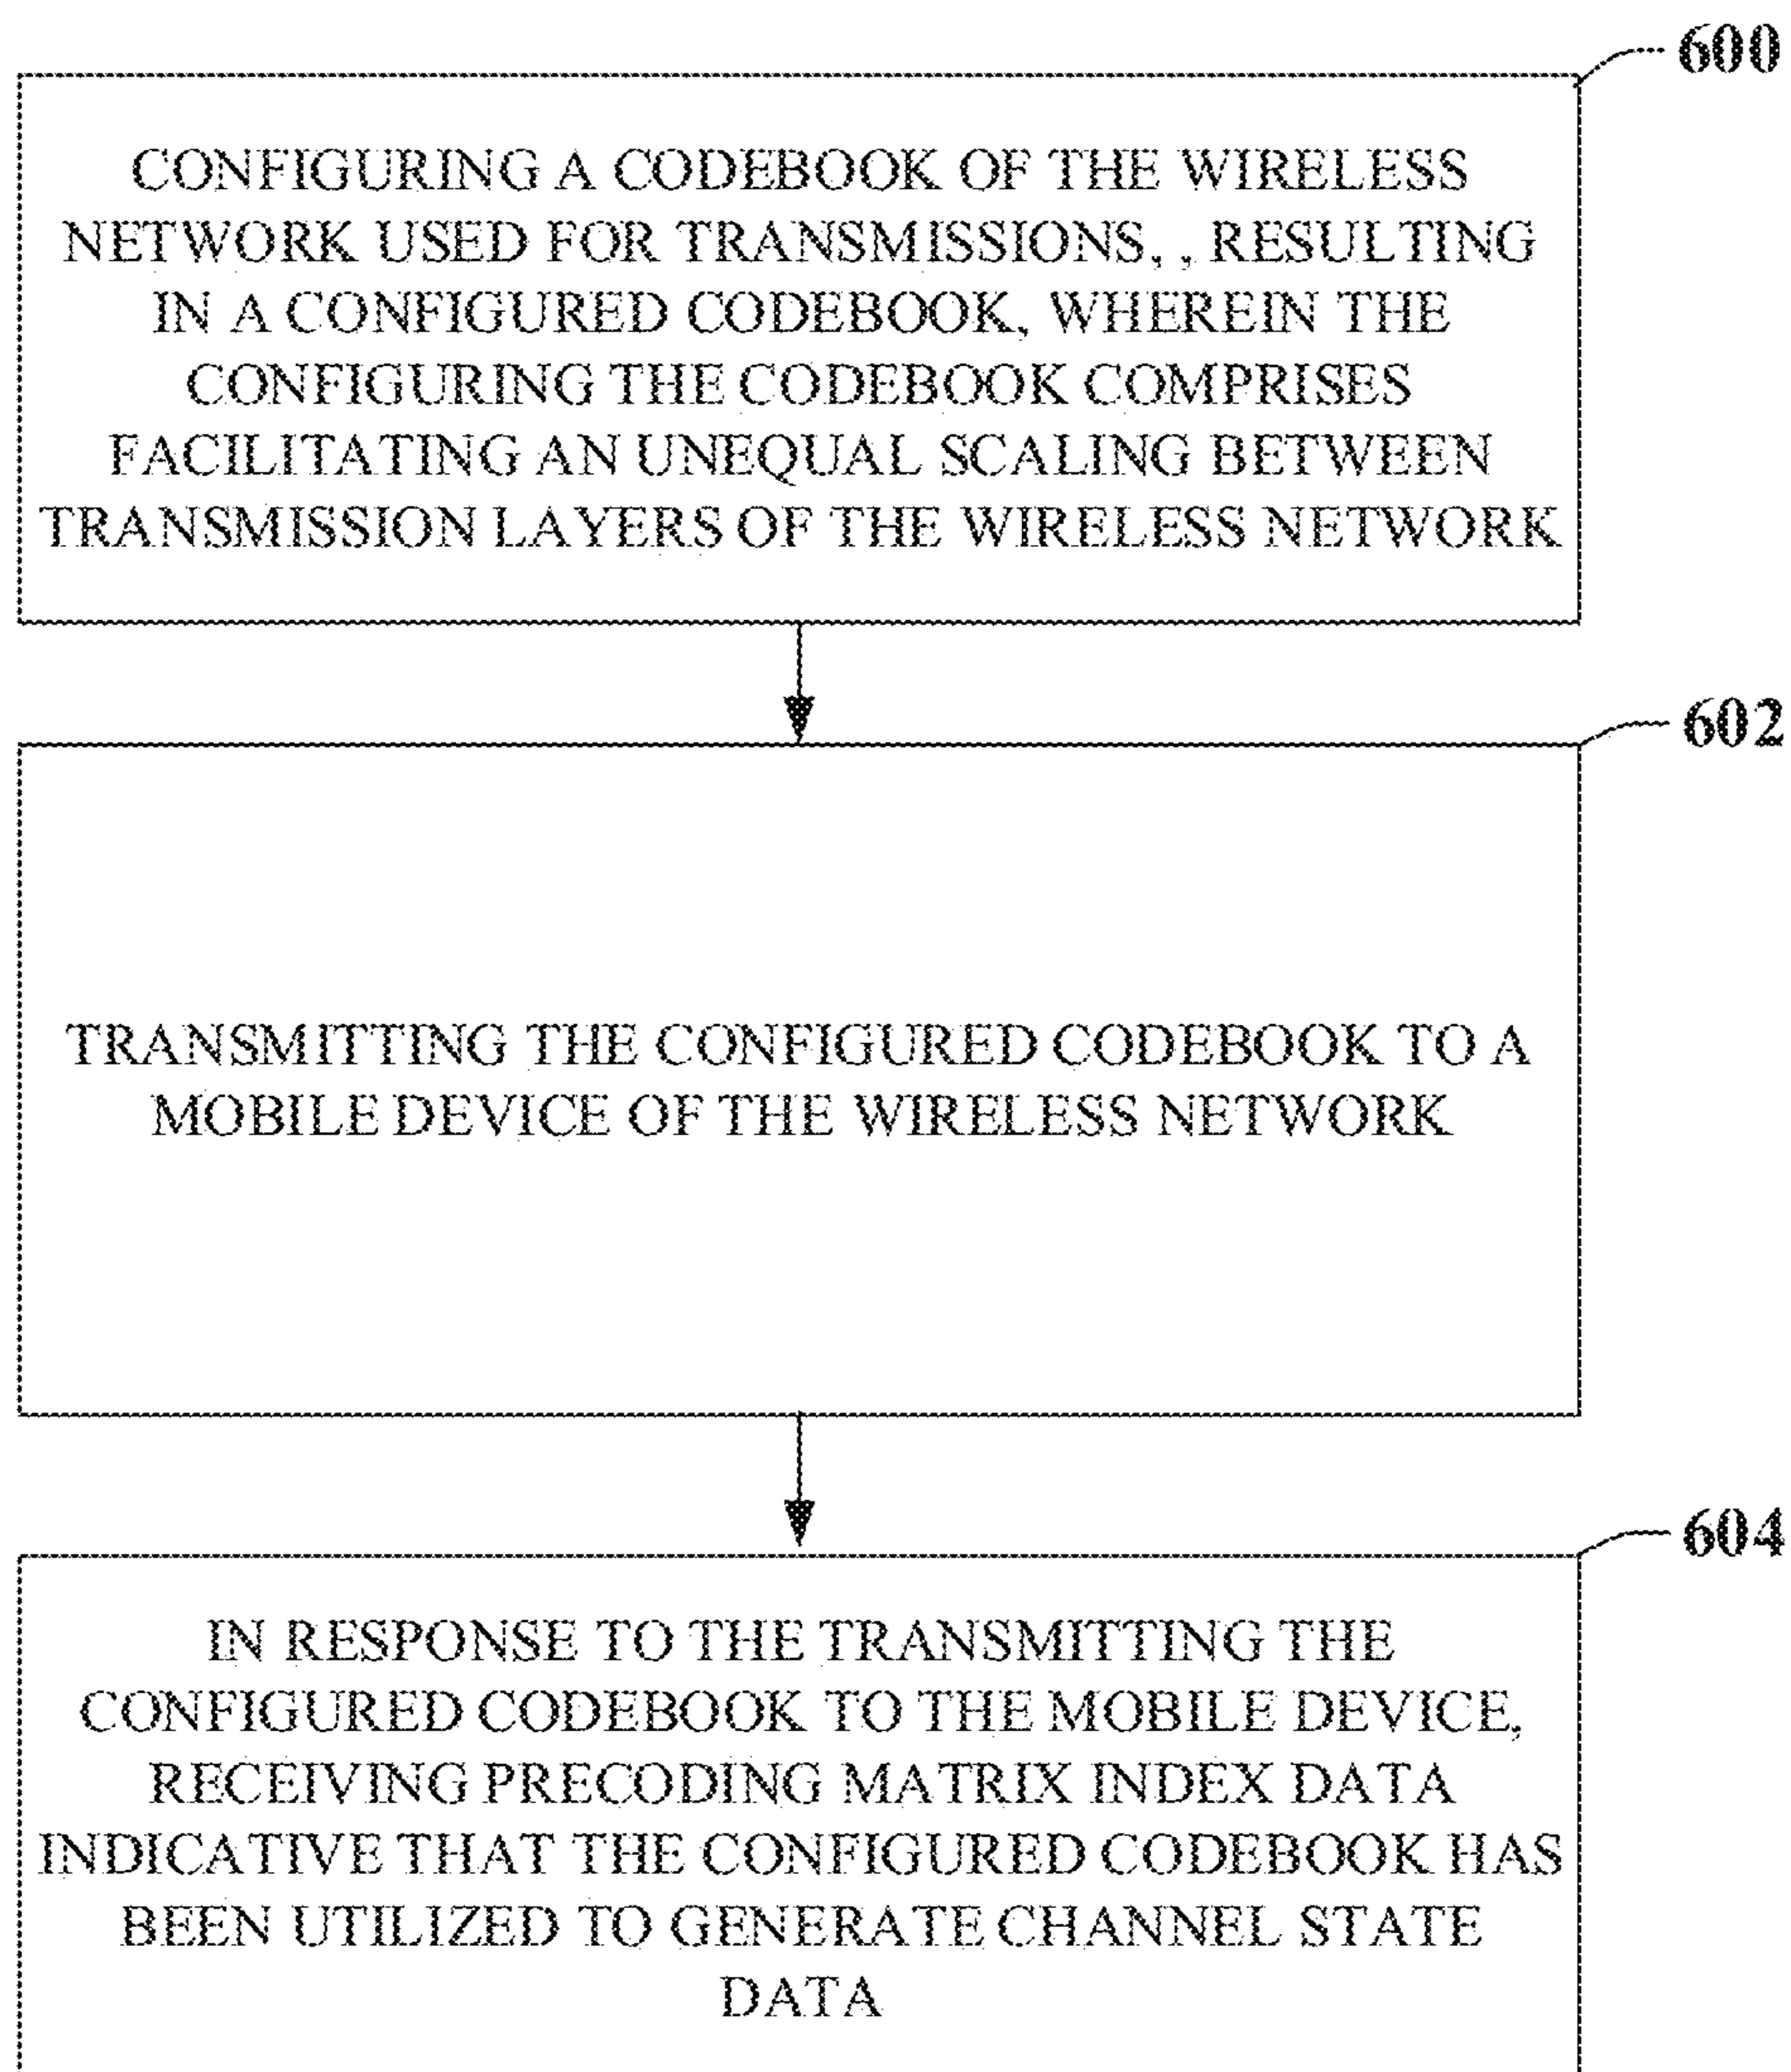 600
CONFIGURING A CODEBOOK OF THE WIRELESS
NETWORK USED FOR TRANSMISSIONS, , RESULTING
IN A CONFIGURED CODEBOOK, WHEREIN THE
CONFIGURING THE CODEBOOK COMPRISES
FACILITATING AN UNEQUAL SCALING BETWEEN
TRANSMISSION LAYERS OF THE WIRELESS NETWORK
602
TRANSMITTING THE CONFIGURED CODEBOOK TO A
MOBILE DEVICE OF THE WIRELESS NETWORK
604
IN RESPONSE TO THE TRANSMITTING THE
CONFIGURED CODEBOOK TO THE MOBILE DEVICE,
RECEIVING PRECODING MATRIX INDEX DATA
INDICATIVE THAT THE CONFIGURED CODEBOOK HAS
BEEN UTILIZED TO GENERATE CHANNEL STATE
DATA